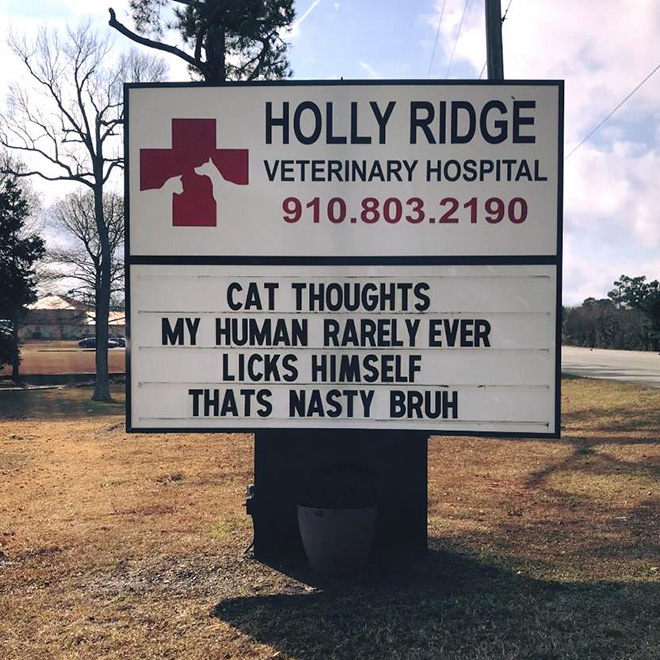 HOLLY RIDGE
VETERINARY HOSPITAL
910.803.2190
CAT THOUGHTS
MY HUMAN RARELY EVER
LICKS HIMSELF
THATS NASTY BRUH